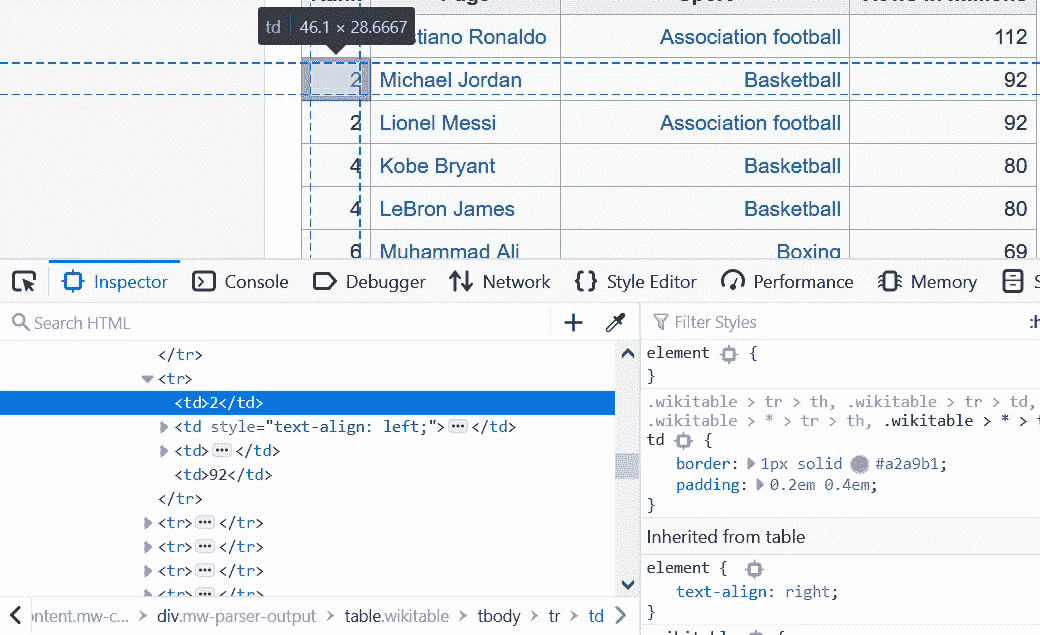 td 46.1 × 28.6667
stiano Ronaldo Association football 112
2 Michael Jordan Basketball 92
2 Lionel Messi Association football 92
4 Kobe Bryant Basketball 80
4 LeBron James Basketball 80
6 Muhammad Ali Boxing 69
Inspector Console Debugger Network Style Editor Performance Memory S
Search HTML
Filter Styles :h
</tr>
<tr>
<td>2</td>
<td style="text-align: left;"> ••• </td>
<td> ••• </td>
<td>92</td>
</tr>
<tr> ••• </tr>
<tr> ••• </tr>
<tr> ••• </tr>
<tr> ••• </tr>
ontent.mw-c... div.mw-parser-output table.wikitable tbody tr td
element {
}
.wikitable > tr > th, .wikitable > tr > td,
.wikitable > * > tr > th, .wikitable > * > t
td {
border: 1px solid #a2a9b1;
padding: 0.2em 0.4em;
}
Inherited from table
element {
text-align: right;
}